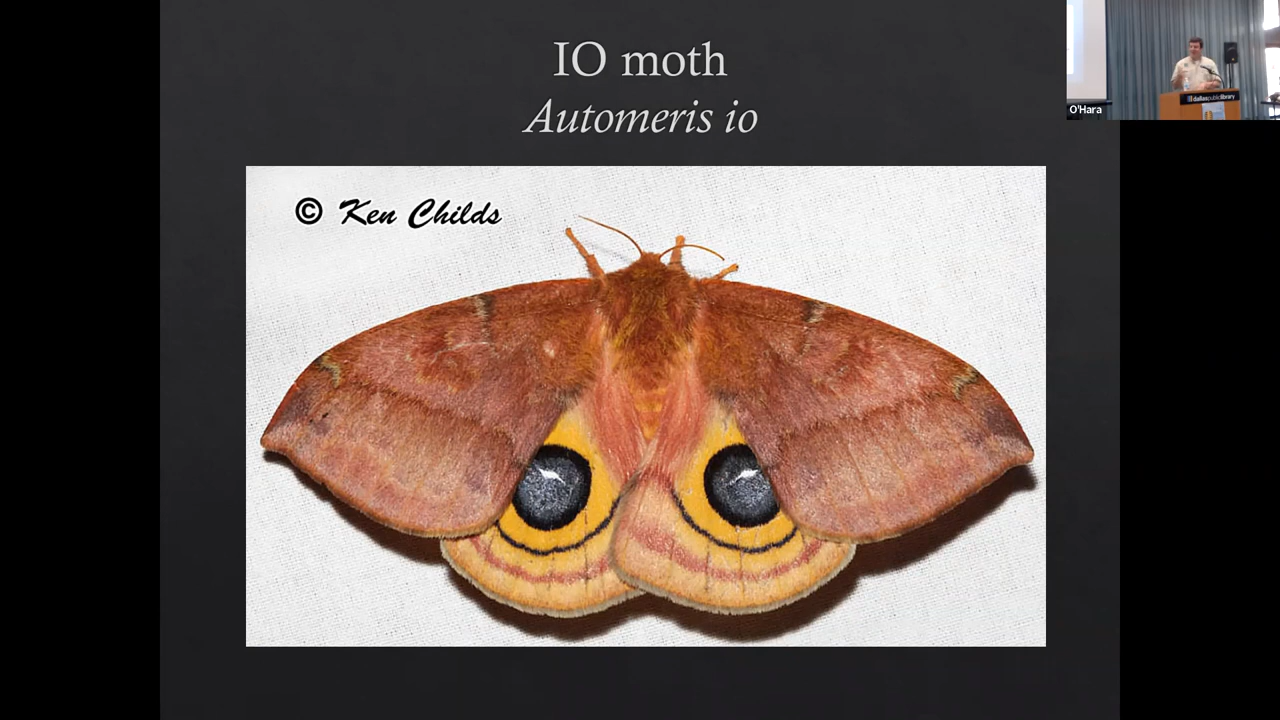 IO moth
Automeris io
© Ken Childs
O'Hara
dallaspubliclibrary